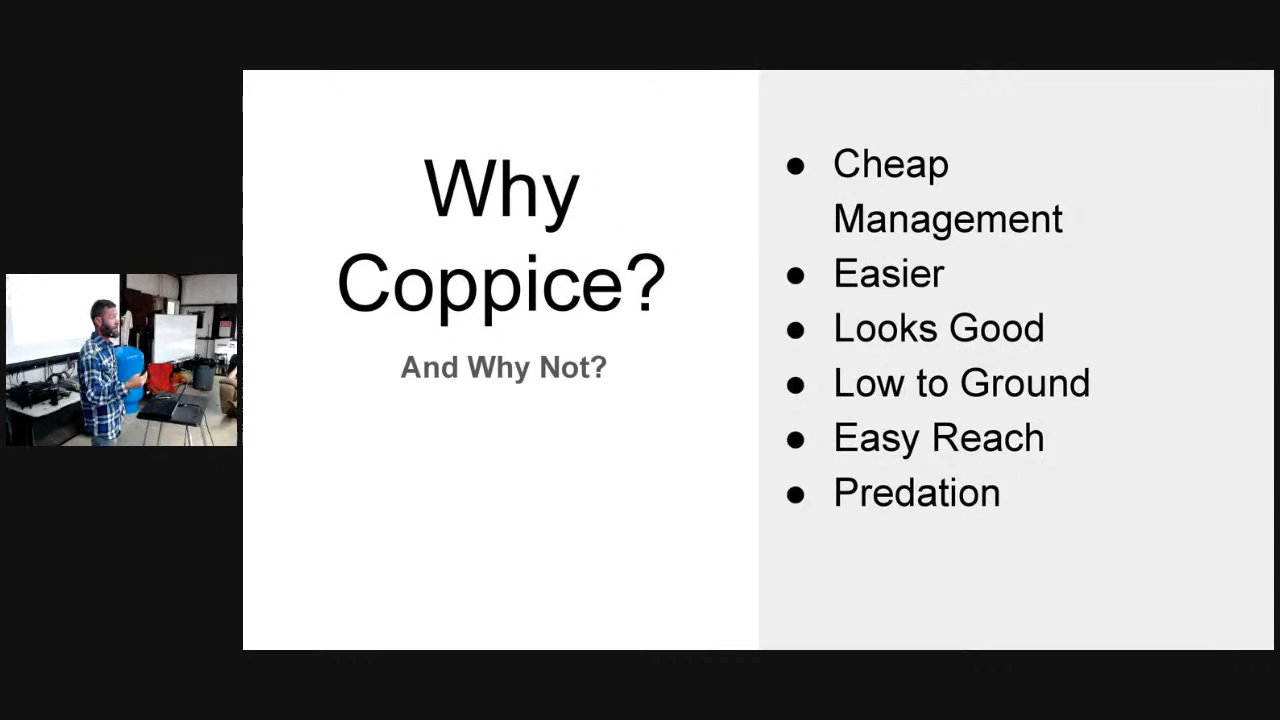 Why
Coppice?
And Why Not?
● Cheap
Management
● Easier
● Looks Good
● Low to Ground
● Easy Reach
● Predation